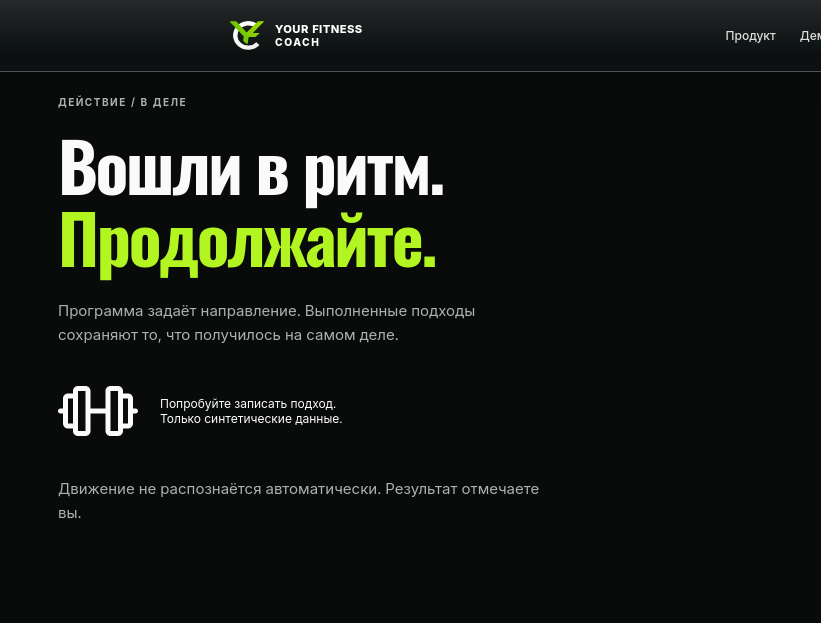 YOUR FITNESS
COACH
Продукт
Дем
ДЕЙСТВИЕ / В ДЕЛЕ
Вошли в ритм.
Продолжайте.
Программа задаёт направление. Выполненные подходы
сохраняют то, что получилось на самом деле.
Попробуйте записать подход.
Только синтетические данные.
Движение не распознаётся автоматически. Результат отмечаете
вы.